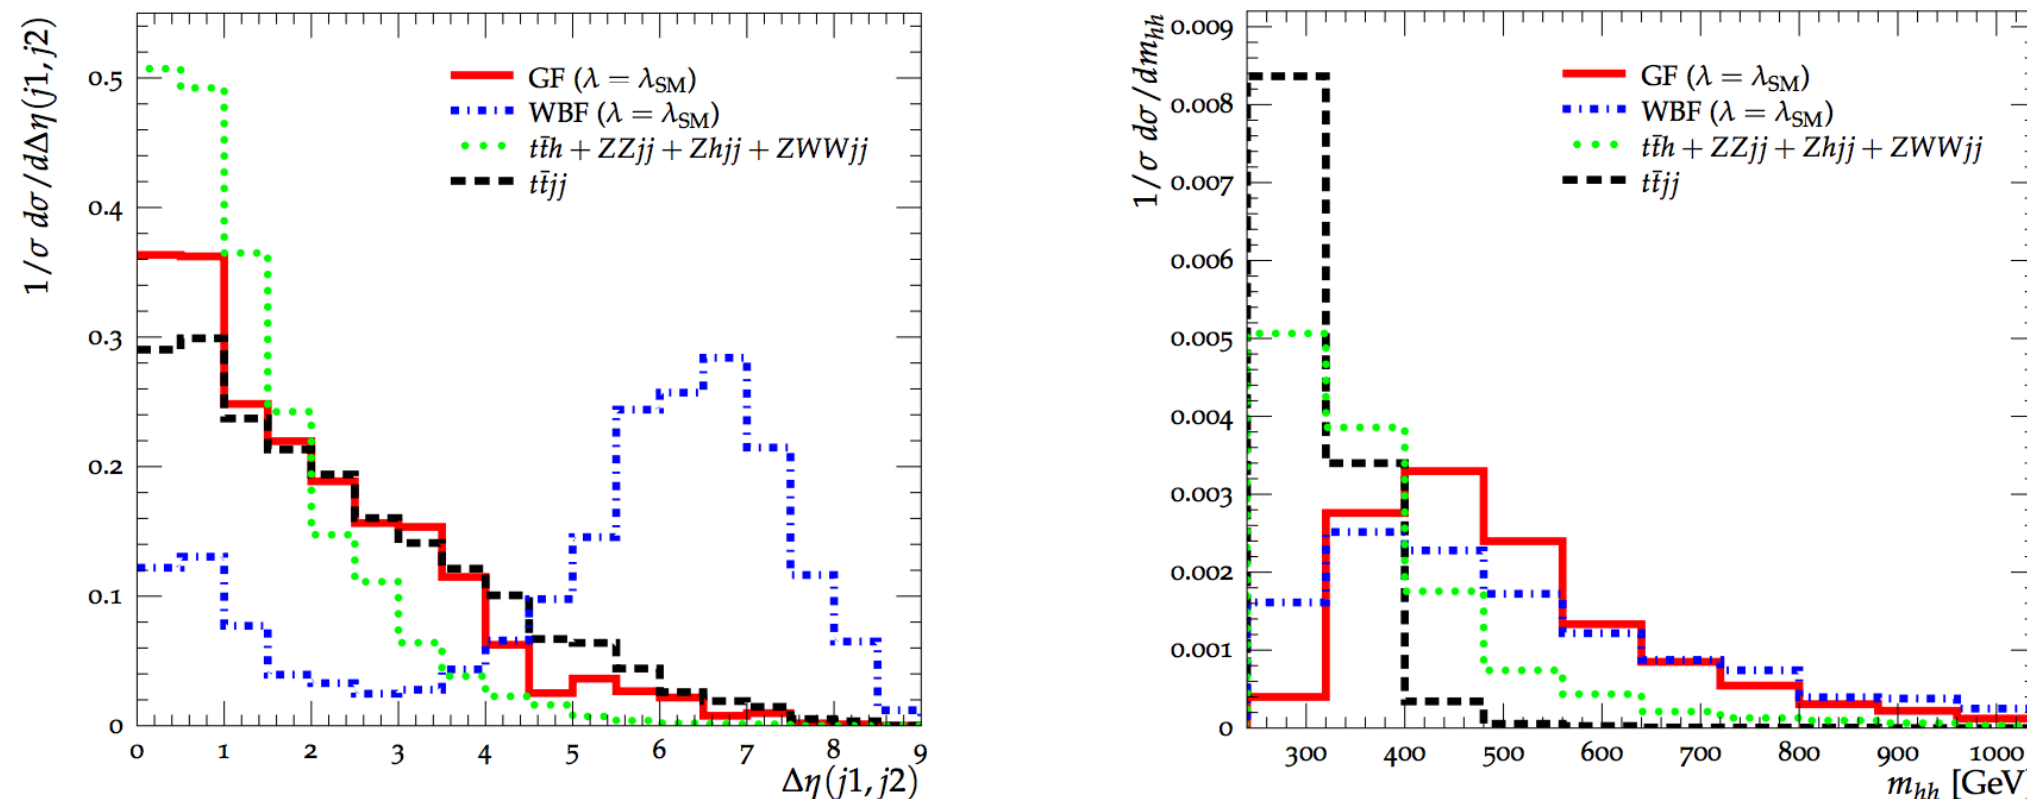 1/σ dσ/dΔη(j1, j2)
0.5
0.4
0.3
0.2
0.1
0
GF (λ = λSM)
WBF (λ = λSM)
tt̄h + ZZjj + Zhjj + ZWWjj
tt̄jj
0 1 2 3 4 5 6 7 8 9
Δη(j1, j2)
1/σ dσ/dmhh
0.009
0.008
0.007
0.006
0.005
0.004
0.003
0.002
0.001
0
GF (λ = λSM)
WBF (λ = λSM)
tt̄h + ZZjj + Zhjj + ZWWjj
tt̄jj
300 400 500 600 700 800 900 1000
mhh [GeV]